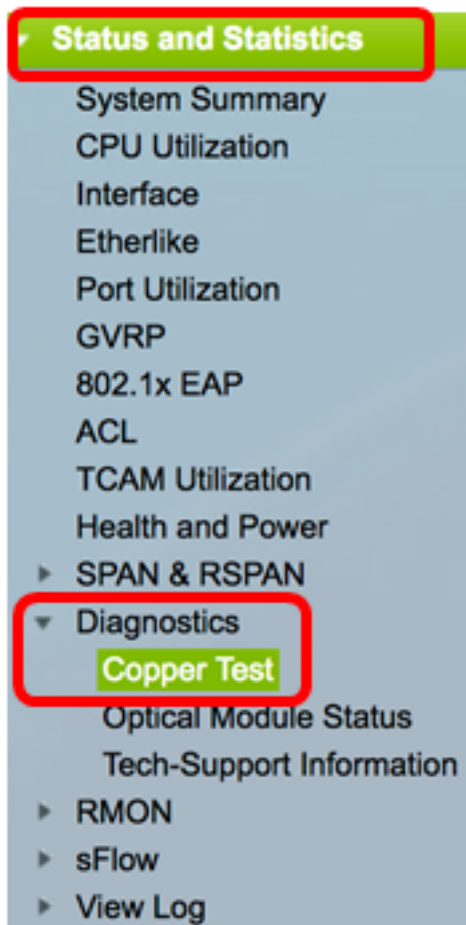 Status and Statistics
System Summary
CPU Utilization
Interface
Etherlike
Port Utilization
GVRP
802.1x EAP
ACL
TCAM Utilization
Health and Power
SPAN & RSPAN
Diagnostics
Copper Test
Optical Module Status
Tech-Support Information
RMON
sFlow
View Log